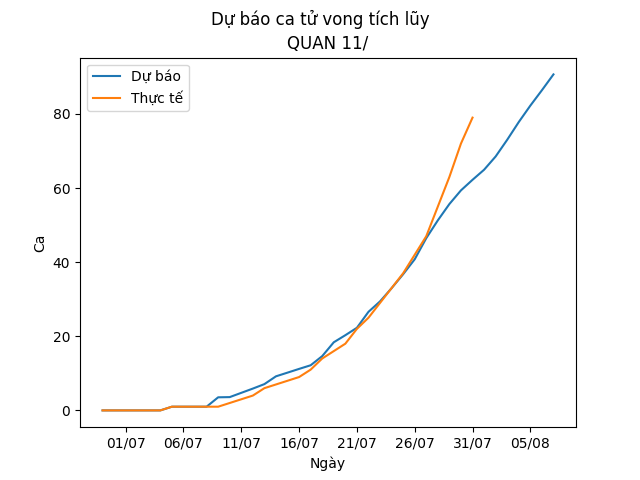 Dự báo ca tử vong tích lũy
QUAN 11/
Dự báo
Thực tế
80
60
40
20
0
Ca
01/07 06/07 11/07 16/07 21/07 26/07 31/07 05/08
Ngày